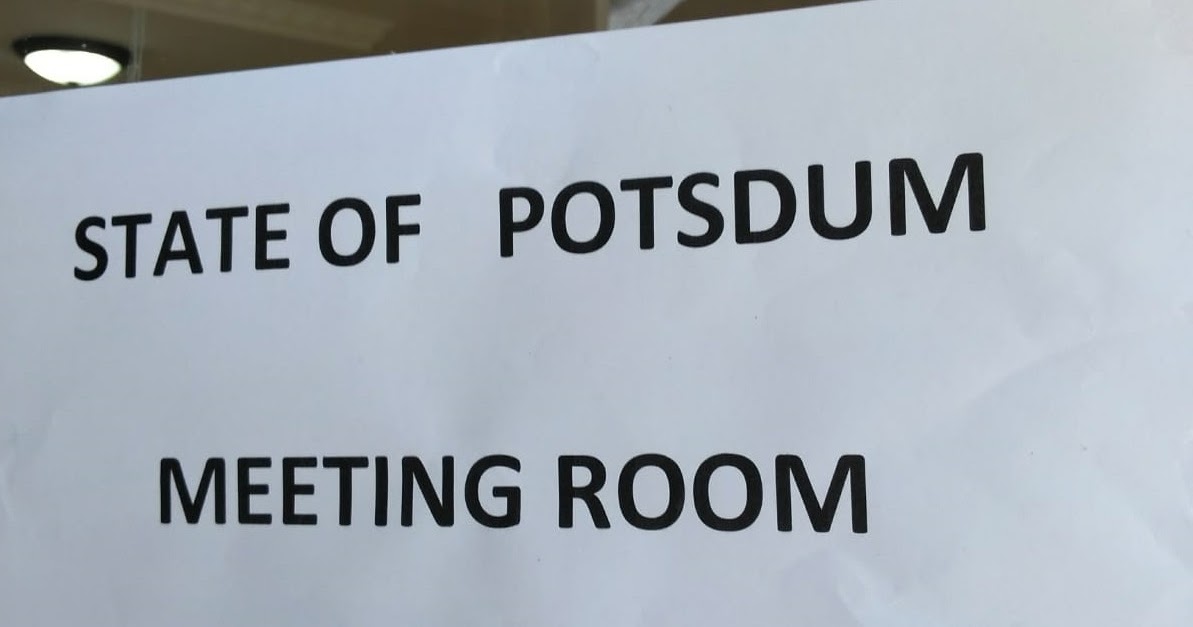 STATE OF POTSDUM
MEETING ROOM